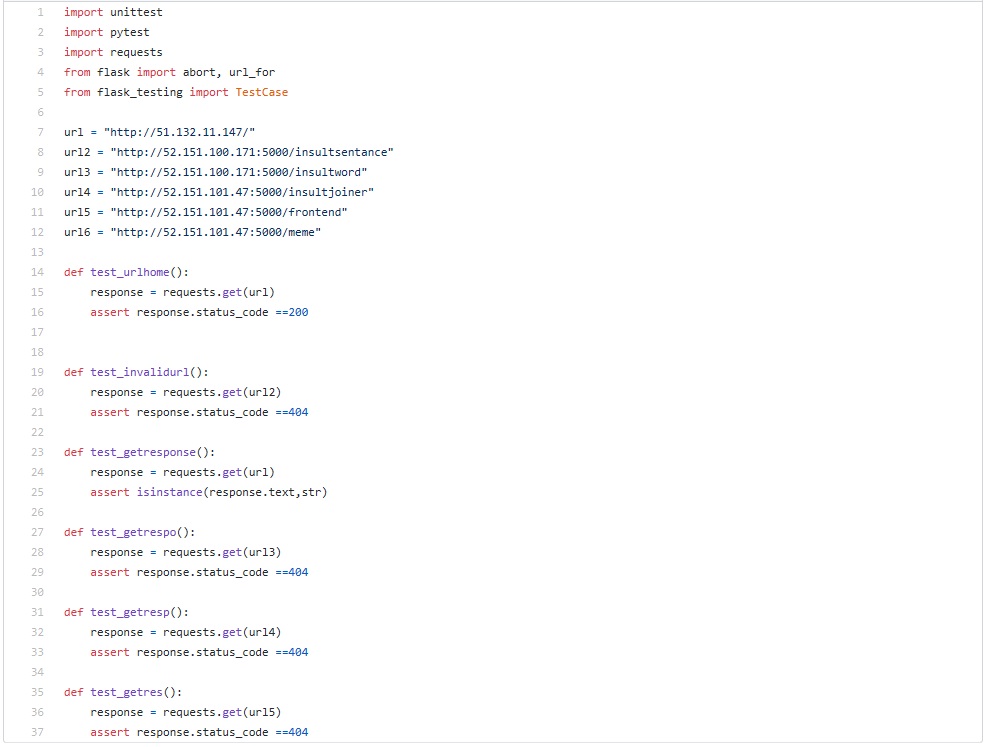 1 import unittest
2 import pytest
3 import requests
4 from flask import abort, url_for
5 from flask_testing import TestCase
6
7 url = "http://51.132.11.147/"
8 url2 = "http://52.151.100.171:5000/insultsentance"
9 url3 = "http://52.151.100.171:5000/insultword"
10 url4 = "http://52.151.101.47:5000/insultjoiner"
11 url5 = "http://52.151.101.47:5000/frontend"
12 url6 = "http://52.151.101.47:5000/meme"
13
14 def test_urlhome():
15     response = requests.get(url)
16     assert response.status_code ==200
17
18
19 def test_invalidurl():
20     response = requests.get(url2)
21     assert response.status_code ==404
22
23 def test_getresponse():
24     response = requests.get(url)
25     assert isinstance(response.text,str)
26
27 def test_getrespo():
28     response = requests.get(url3)
29     assert response.status_code ==404
30
31 def test_getresp():
32     response = requests.get(url4)
33     assert response.status_code ==404
34
35 def test_getres():
36     response = requests.get(url5)
37     assert response.status_code ==404